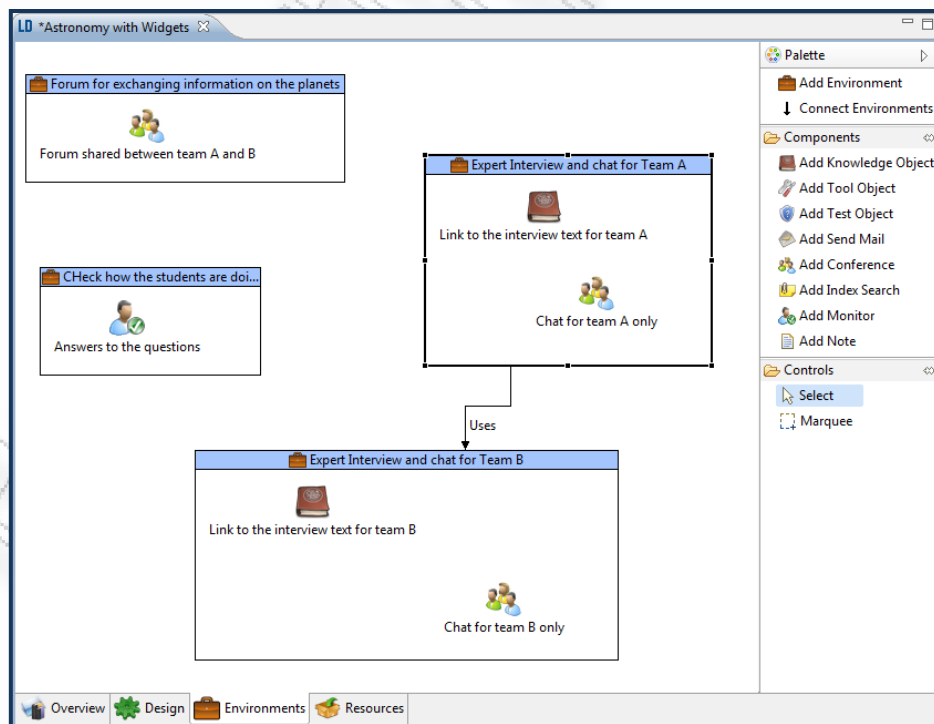 LD *Astronomy with Widgets
Forum for exchanging information on the planets
Forum shared between team A and B
Expert Interview and chat for Team A
Link to the interview text for team A
Chat for team A only
CHeck how the students are doi...
Answers to the questions
Uses
Expert Interview and chat for Team B
Link to the interview text for team B
Chat for team B only
Palette
Add Environment
Connect Environments
Components
Add Knowledge Object
Add Tool Object
Add Test Object
Add Send Mail
Add Conference
Add Index Search
Add Monitor
Add Note
Controls
Select
Marquee
Overview Design Environments Resources